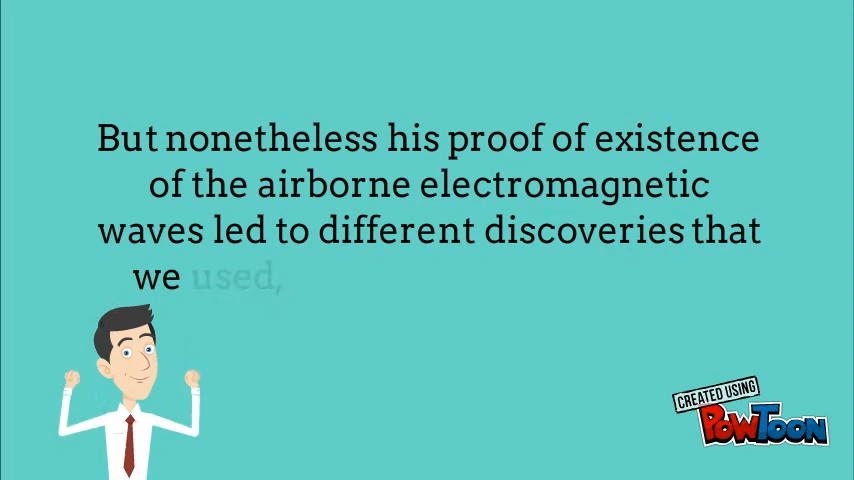 But nonetheless his proof of existence
of the airborne electromagnetic
waves led to different discoveries that
we used,
CREATED USING
POWTOON